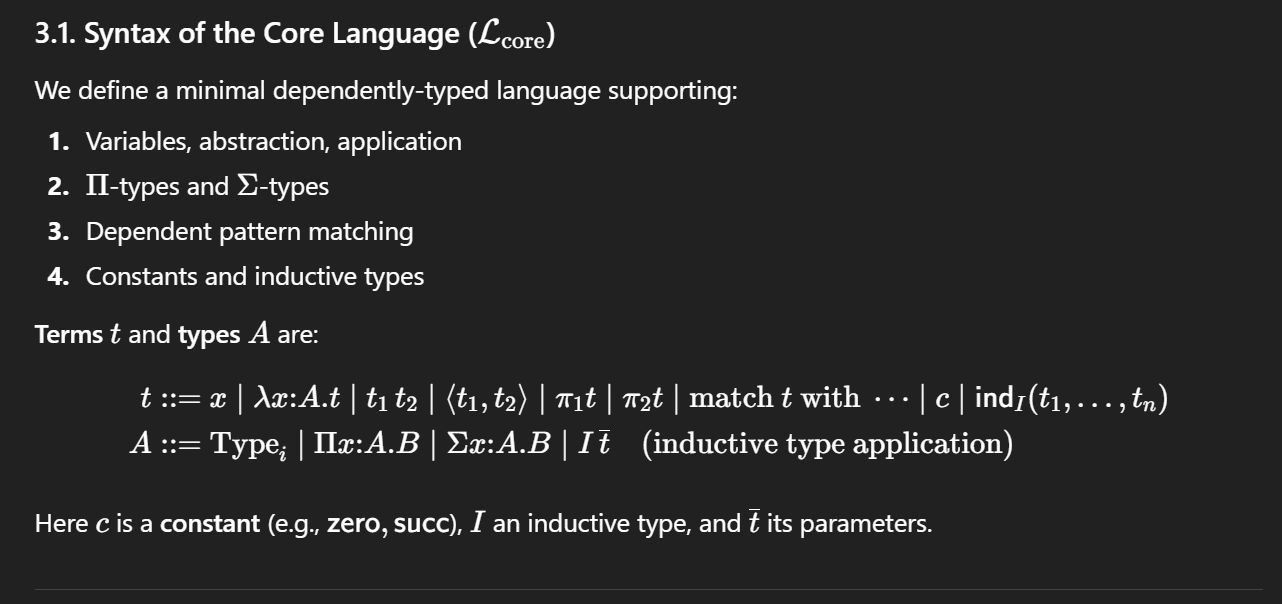 3.1. Syntax of the Core Language (ℒcore)
We define a minimal dependently-typed language supporting:
1. Variables, abstraction, application
2. Π-types and Σ-types
3. Dependent pattern matching
4. Constants and inductive types
Terms t and types A are:
t ::= x | λx:A.t | t₁ t₂ | ⟨t₁, t₂⟩ | π₁t | π₂t | match t with ⋯ | c | ind_I(t₁, …, tₙ)
A ::= Typeᵢ | Πx:A.B | Σx:A.B | I t̄ (inductive type application)
Here c is a constant (e.g., zero, succ), I an inductive type, and t̄ its parameters.